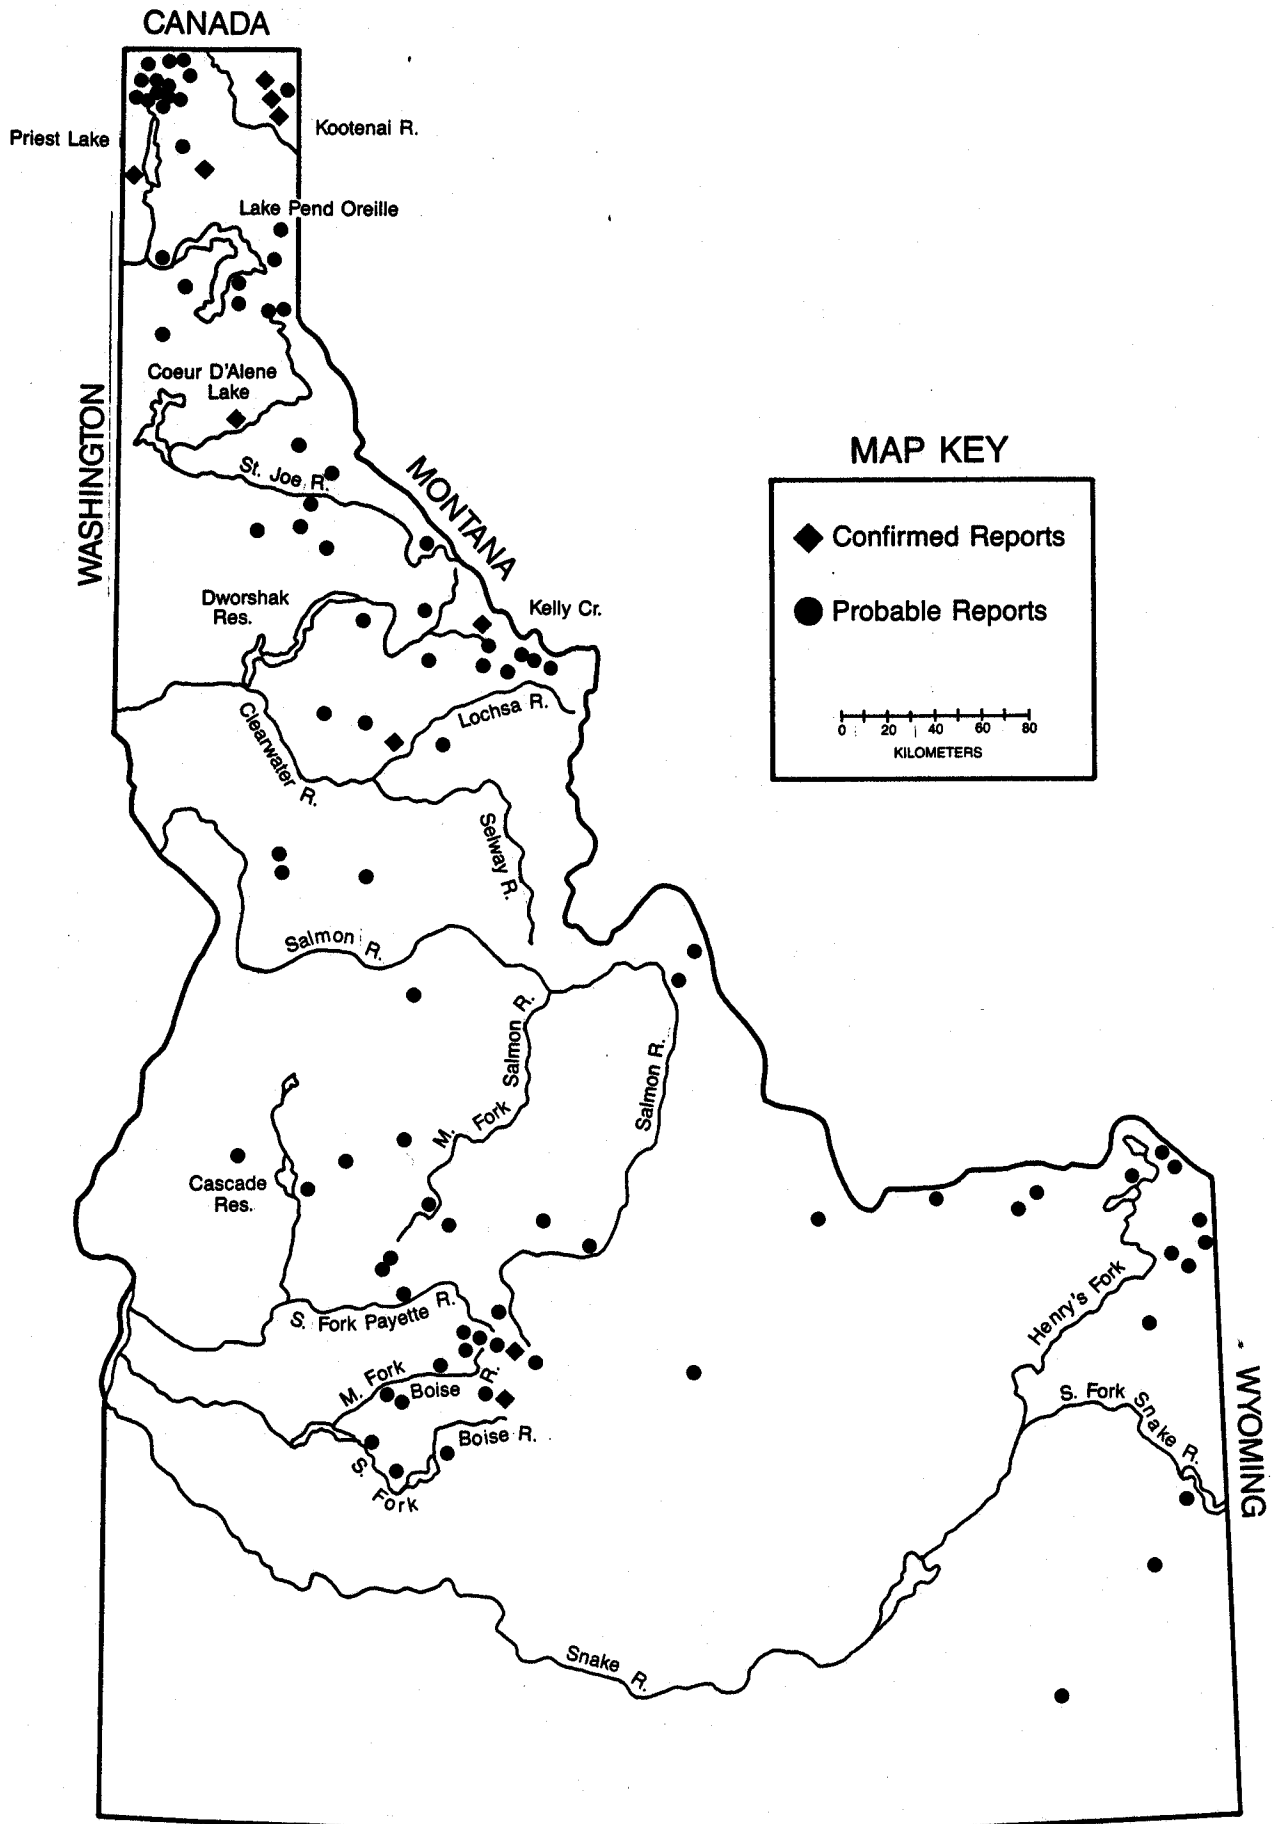 CANADA
Priest Lake
Kootenai R.
Lake Pend Oreille
Coeur D'Alene
Lake
WASHINGTON
St. Joe R.
MONTANA
MAP KEY
Confirmed Reports
Probable Reports
0 20 40 60 80
KILOMETERS
Dworshak
Res.
Kelly Cr.
Clearwater R.
Lochsa R.
Selway R.
Salmon R.
M. Fork Salmon R.
Salmon R.
Cascade
Res.
S. Fork Payette R.
M. Fork
Boise R.
S. Fork
Boise R.
Henry's Fork
S. Fork Snake R.
WYOMING
Snake R.